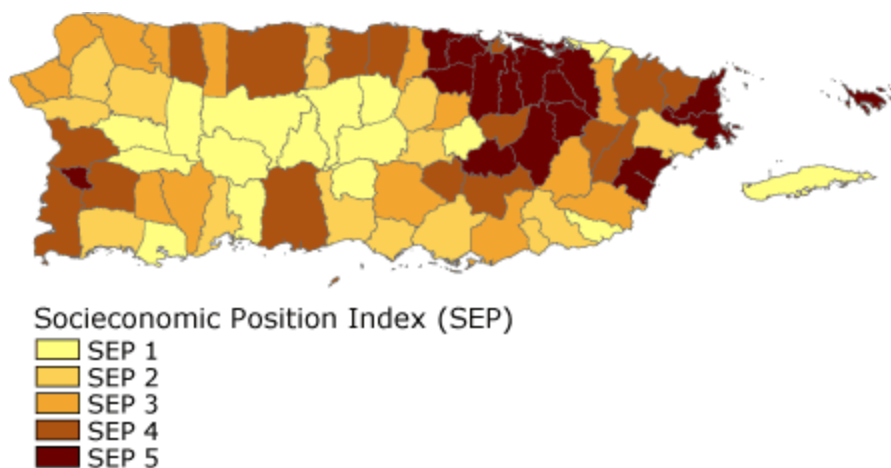 Socieconomic Position Index (SEP)
SEP 1
SEP 2
SEP 3
SEP 4
SEP 5